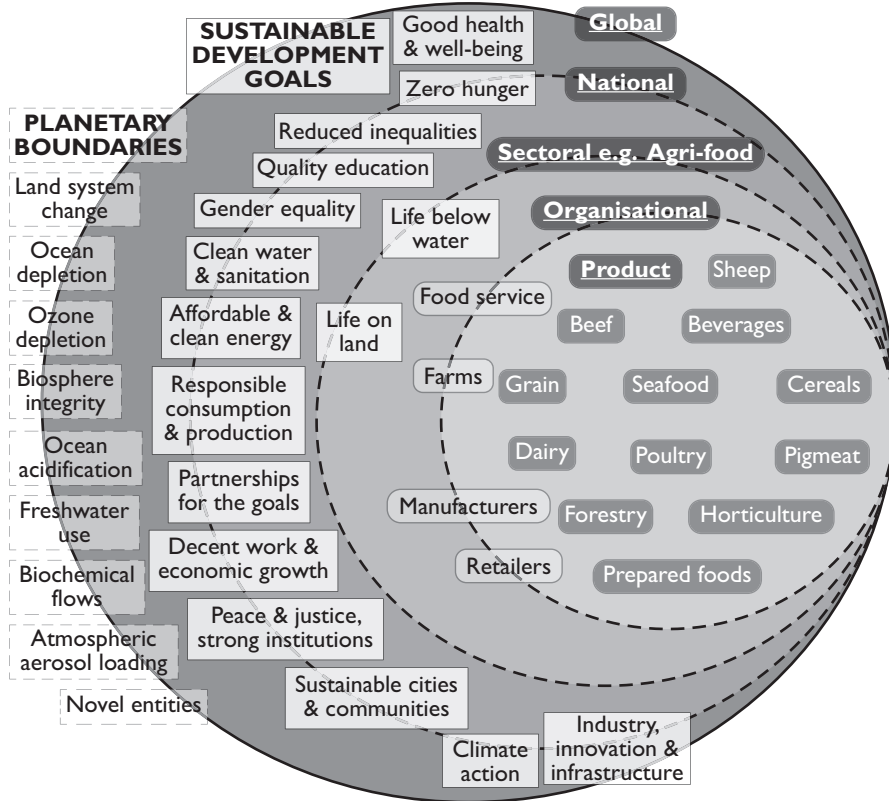 SUSTAINABLE
DEVELOPMENT
GOALS
Good health
& well-being
Global
Zero hunger
National
PLANETARY
BOUNDARIES
Reduced inequalities
Sectoral e.g. Agri-food
Quality education
Land system
change
Gender equality
Life below
water
Organisational
Ocean
depletion
Clean water
& sanitation
Product
Sheep
Food service
Ozone
depletion
Affordable &
clean energy
Life on
land
Beef
Beverages
Biosphere
integrity
Responsible
consumption
& production
Farms
Grain
Seafood
Cereals
Ocean
acidification
Dairy
Poultry
Pigmeat
Partnerships
for the goals
Freshwater
use
Manufacturers
Forestry
Horticulture
Decent work &
economic growth
Retailers
Prepared foods
Biochemical
flows
Peace & justice,
strong institutions
Atmospheric
aerosol loading
Sustainable cities
& communities
Novel entities
Climate
action
Industry,
innovation &
infrastructure